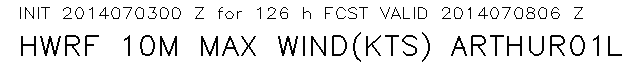 INIT 2014070300 Z for 126 h FCST VALID 2014070806 Z
HWRF 10M MAX WIND(KTS) ARTHUR01L